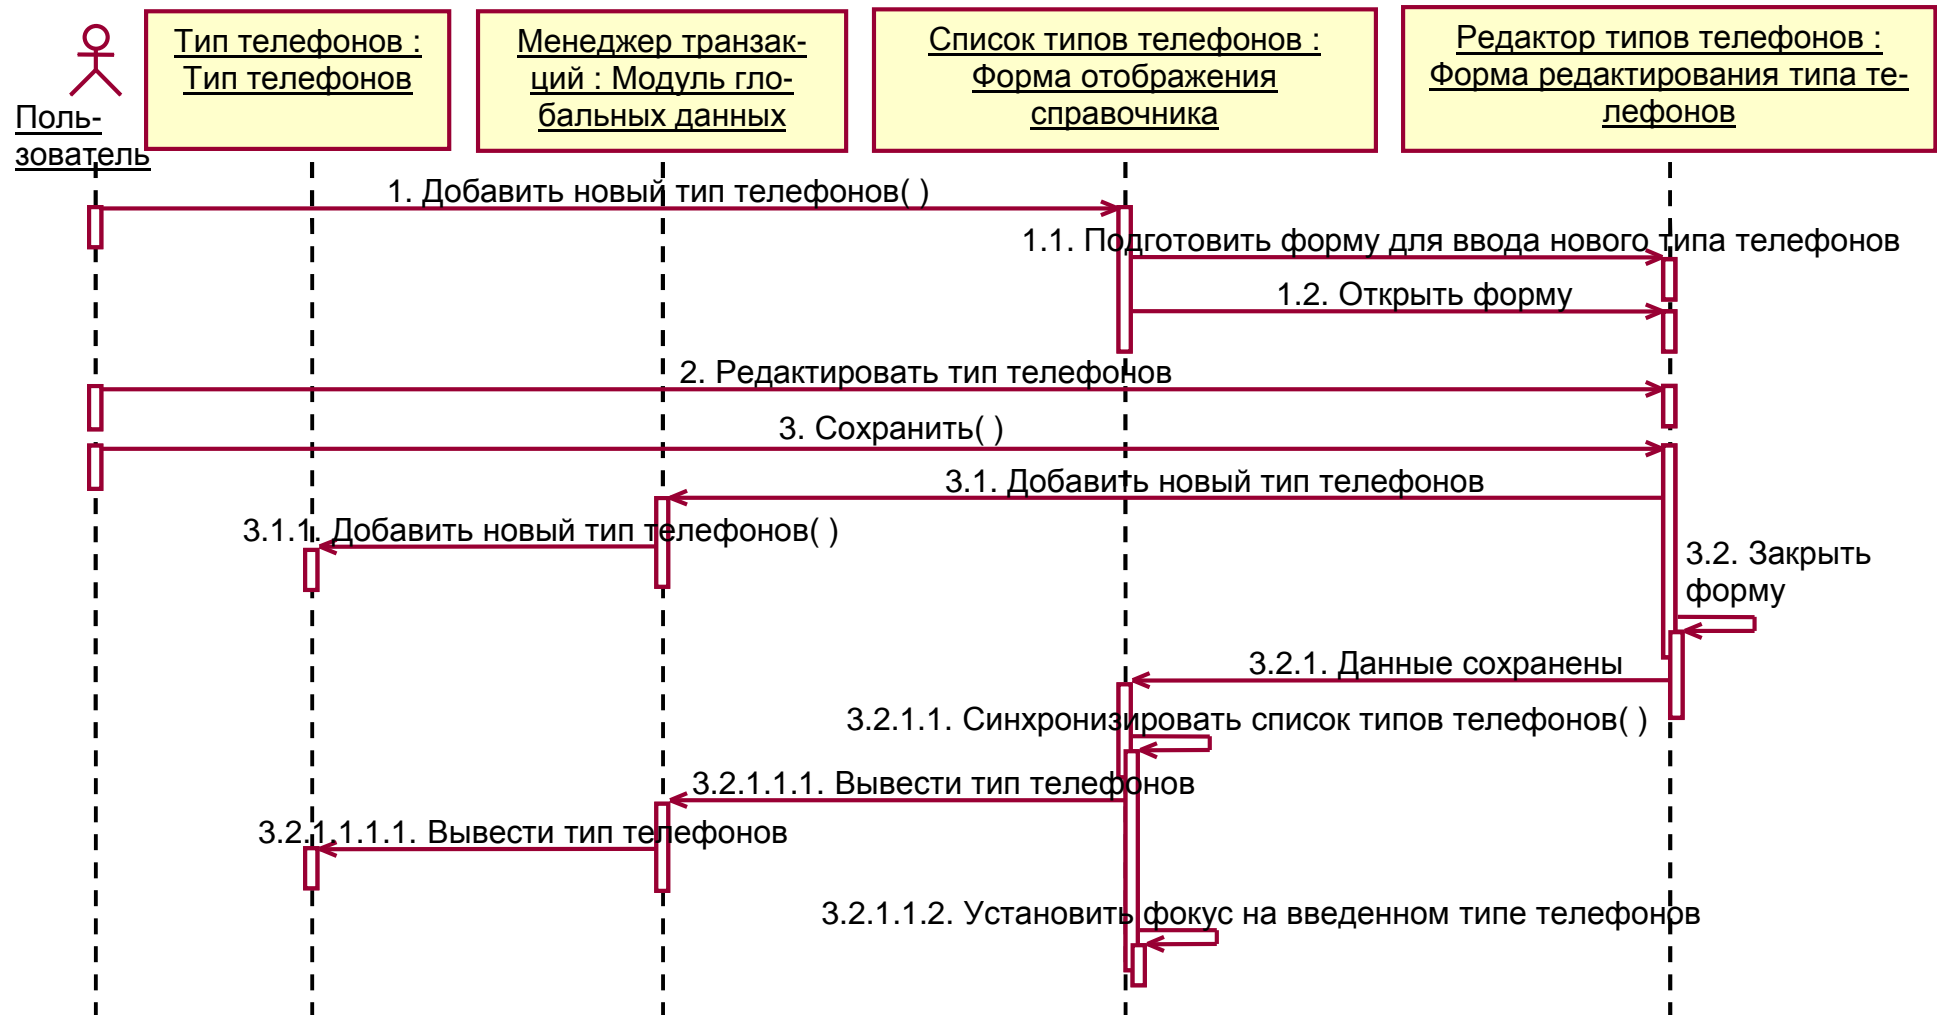 Поль-
зователь
Тип телефонов :
Тип телефонов
Менеджер транзак-
ций : Модуль гло-
бальных данных
Список типов телефонов :
Форма отображения
справочника
Редактор типов телефонов :
Форма редактирования типа те-
лефонов
1. Добавить новый тип телефонов( )
1.1. Подготовить форму для ввода нового типа телефонов
1.2. Открыть форму
2. Редактировать тип телефонов
3. Сохранить( )
3.1. Добавить новый тип телефонов
3.1.1. Добавить новый тип телефонов( )
3.2. Закрыть
форму
3.2.1. Данные сохранены
3.2.1.1. Синхронизировать список типов телефонов( )
3.2.1.1.1. Вывести тип телефонов
3.2.1.1.1.1. Вывести тип телефонов
3.2.1.1.2. Установить фокус на введенном типе телефонов